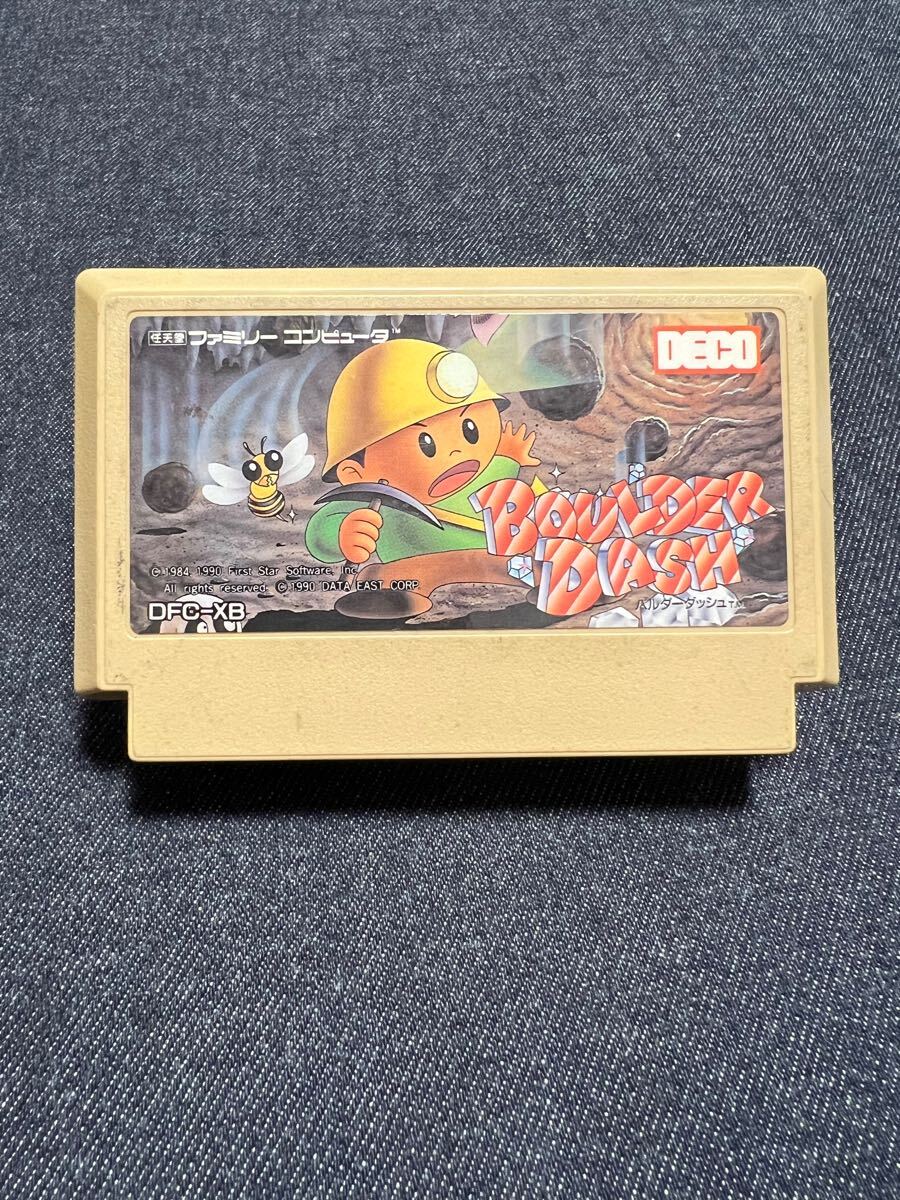 任天堂 ファミリー コンピュータ™
DECO
BOULDER
DASH
バルダーダッシュTM
© 1984, 1990 First Star Software, Inc.
All rights reserved. © 1990 DATA EAST CORP.
DFC-XB